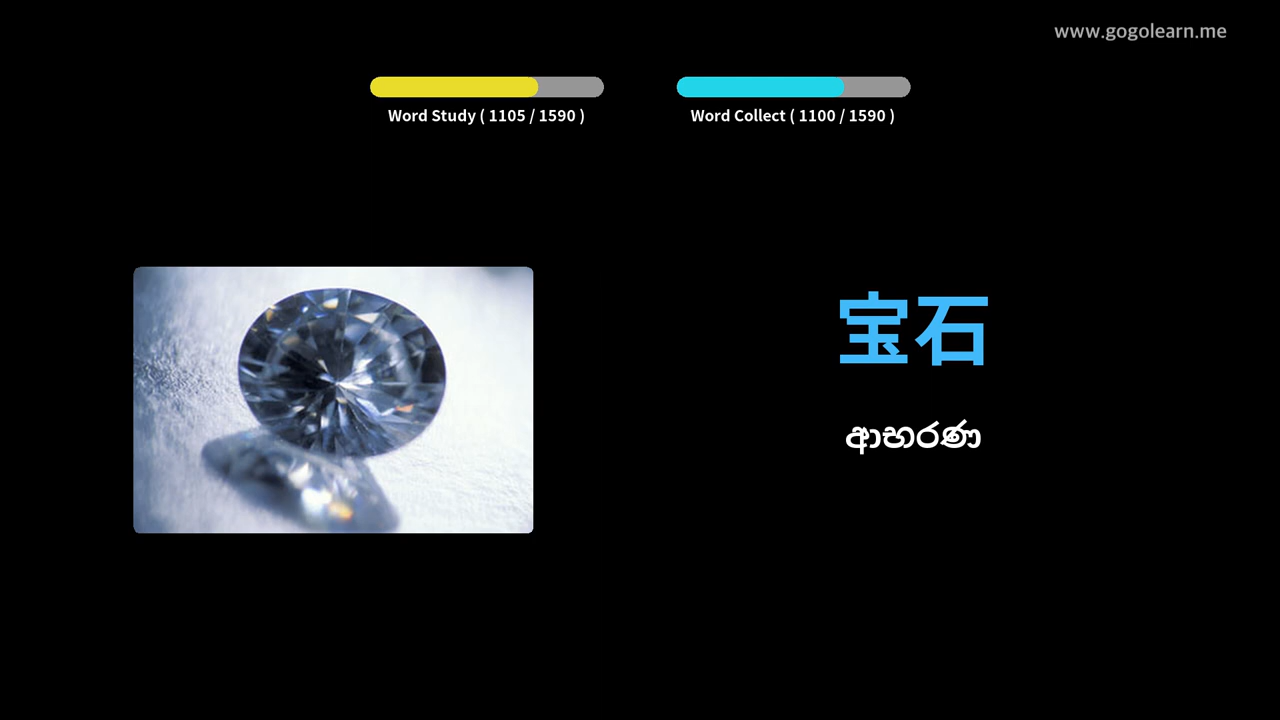 www.gogolearn.me
Word Study ( 1105 / 1590 )
Word Collect ( 1100 / 1590 )
宝石
ආභරණ